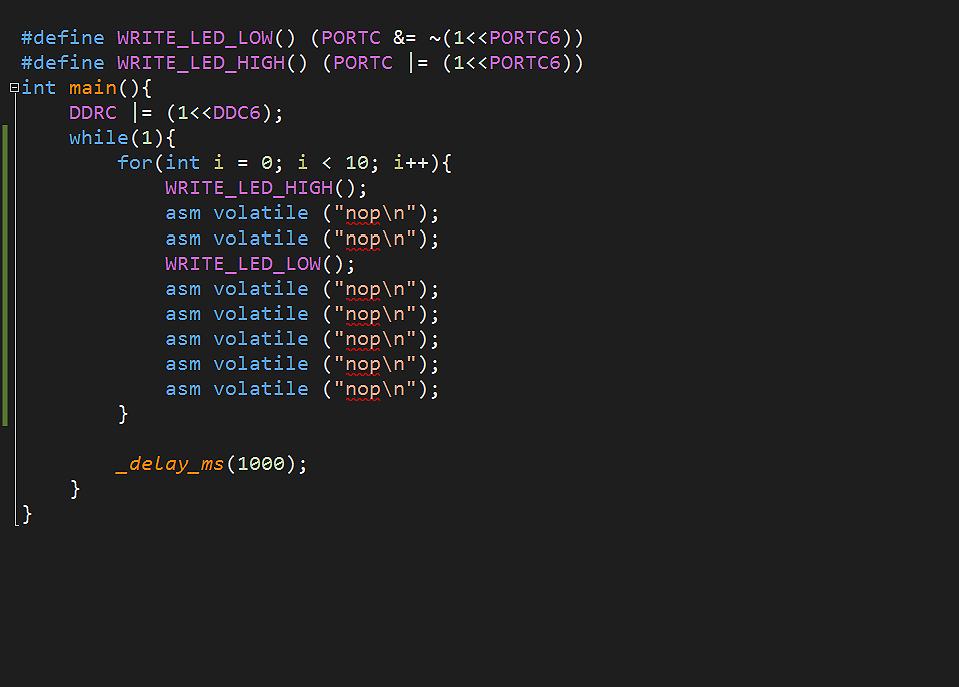 #define WRITE_LED_LOW() (PORTC &= ~(1<<PORTC6))
#define WRITE_LED_HIGH() (PORTC |= (1<<PORTC6))
int main(){
    DDRC |= (1<<DDC6);
    while(1){
        for(int i = 0; i < 10; i++){
            WRITE_LED_HIGH();
            asm volatile ("nop\n");
            asm volatile ("nop\n");
            WRITE_LED_LOW();
            asm volatile ("nop\n");
            asm volatile ("nop\n");
            asm volatile ("nop\n");
            asm volatile ("nop\n");
            asm volatile ("nop\n");
        }
        _delay_ms(1000);
    }
}